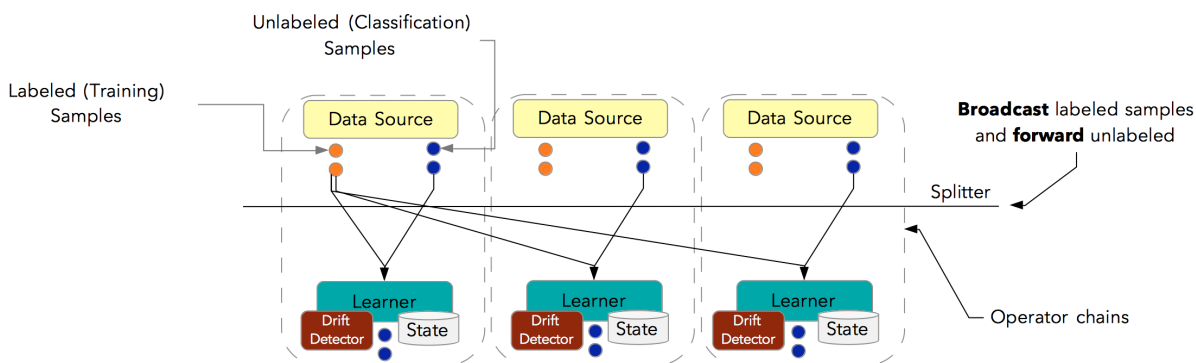 Unlabeled (Classification)
Samples
Labeled (Training)
Samples
Data Source
Data Source
Data Source
Broadcast labeled samples
and forward unlabeled
Splitter
Learner
Drift
Detector
State
Learner
Drift
Detector
State
Learner
Drift
Detector
State
Operator chains